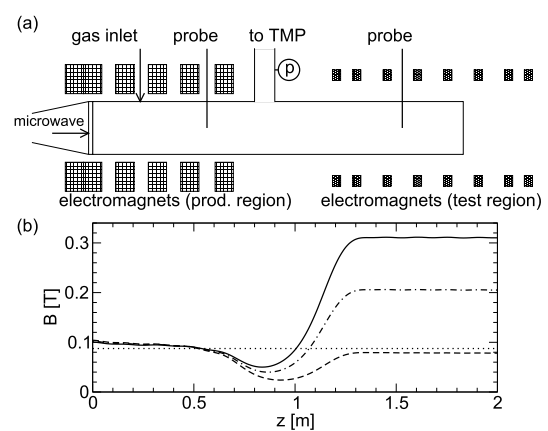 (a)
gas inlet probe to TMP probe
p
microwave
electromagnets (prod. region) electromagnets (test region)
(b)
0.3
0.2
0.1
0
B [T]
0 0.5 1 1.5 2
z [m]